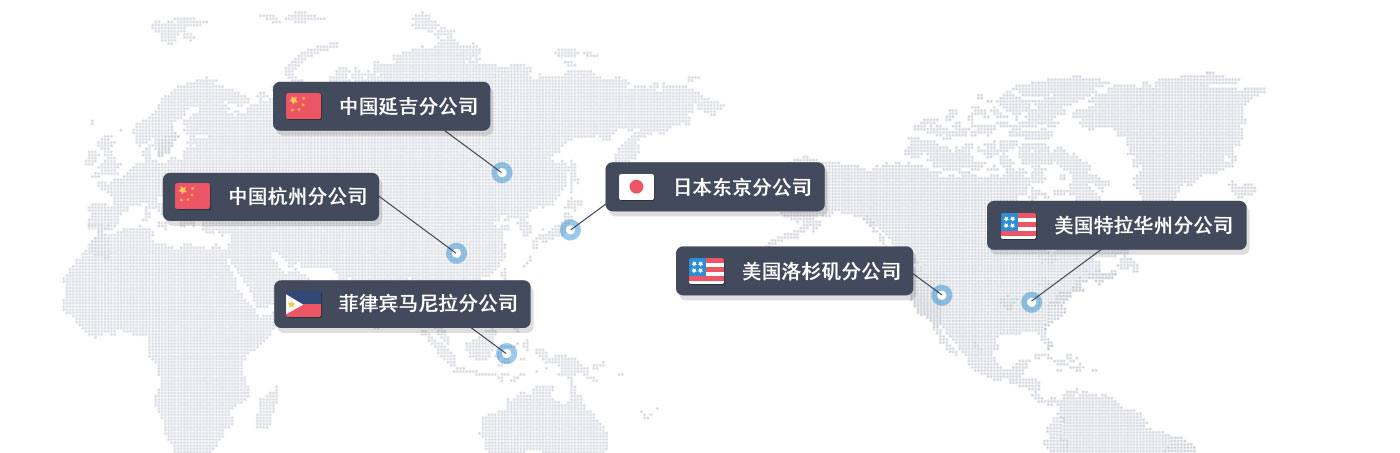 中国延吉分公司
中国杭州分公司
日本东京分公司
美国特拉华州分公司
美国洛杉矶分公司
菲律宾马尼拉分公司